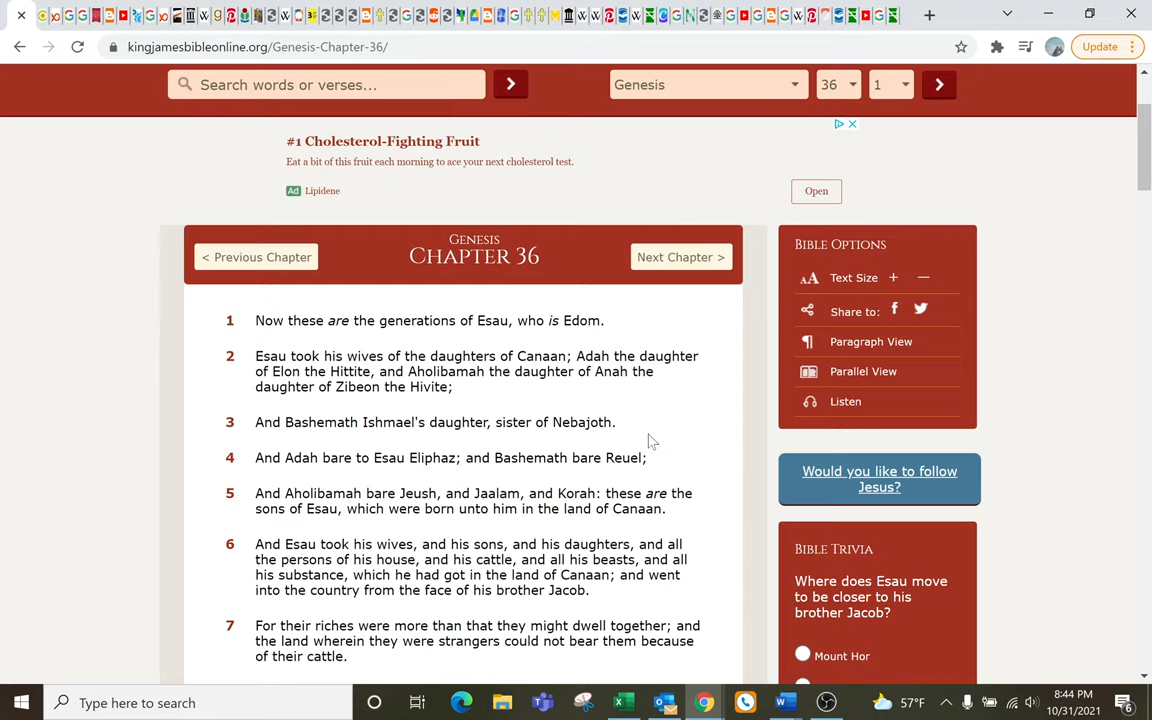 kingjamesbibleonline.org/Genesis-Chapter-36/
Update
Search words or verses...
Genesis
36
1
#1 Cholesterol-Fighting Fruit
Eat a bit of this fruit each morning to ace your next cholesterol test.
Ad Lipidene
Open
< Previous Chapter
GENESIS
CHAPTER 36
Next Chapter >
1 Now these are the generations of Esau, who is Edom.
2 Esau took his wives of the daughters of Canaan; Adah the daughter
of Elon the Hittite, and Aholibamah the daughter of Anah the
daughter of Zibeon the Hivite;
3 And Bashemath Ishmael's daughter, sister of Nebajoth.
4 And Adah bare to Esau Eliphaz; and Bashemath bare Reuel;
5 And Aholibamah bare Jeush, and Jaalam, and Korah: these are the
sons of Esau, which were born unto him in the land of Canaan.
6 And Esau took his wives, and his sons, and his daughters, and all
the persons of his house, and his cattle, and all his beasts, and all
his substance, which he had got in the land of Canaan; and went
into the country from the face of his brother Jacob.
7 For their riches were more than that they might dwell together; and
the land wherein they were strangers could not bear them because
of their cattle.
BIBLE OPTIONS
AA Text Size + —
Share to:
Paragraph View
Parallel View
Listen
Would you like to follow
Jesus?
BIBLE TRIVIA
Where does Esau move
to be closer to his
brother Jacob?
Mount Hor
Type here to search
57°F
8:44 PM
10/31/2021
6